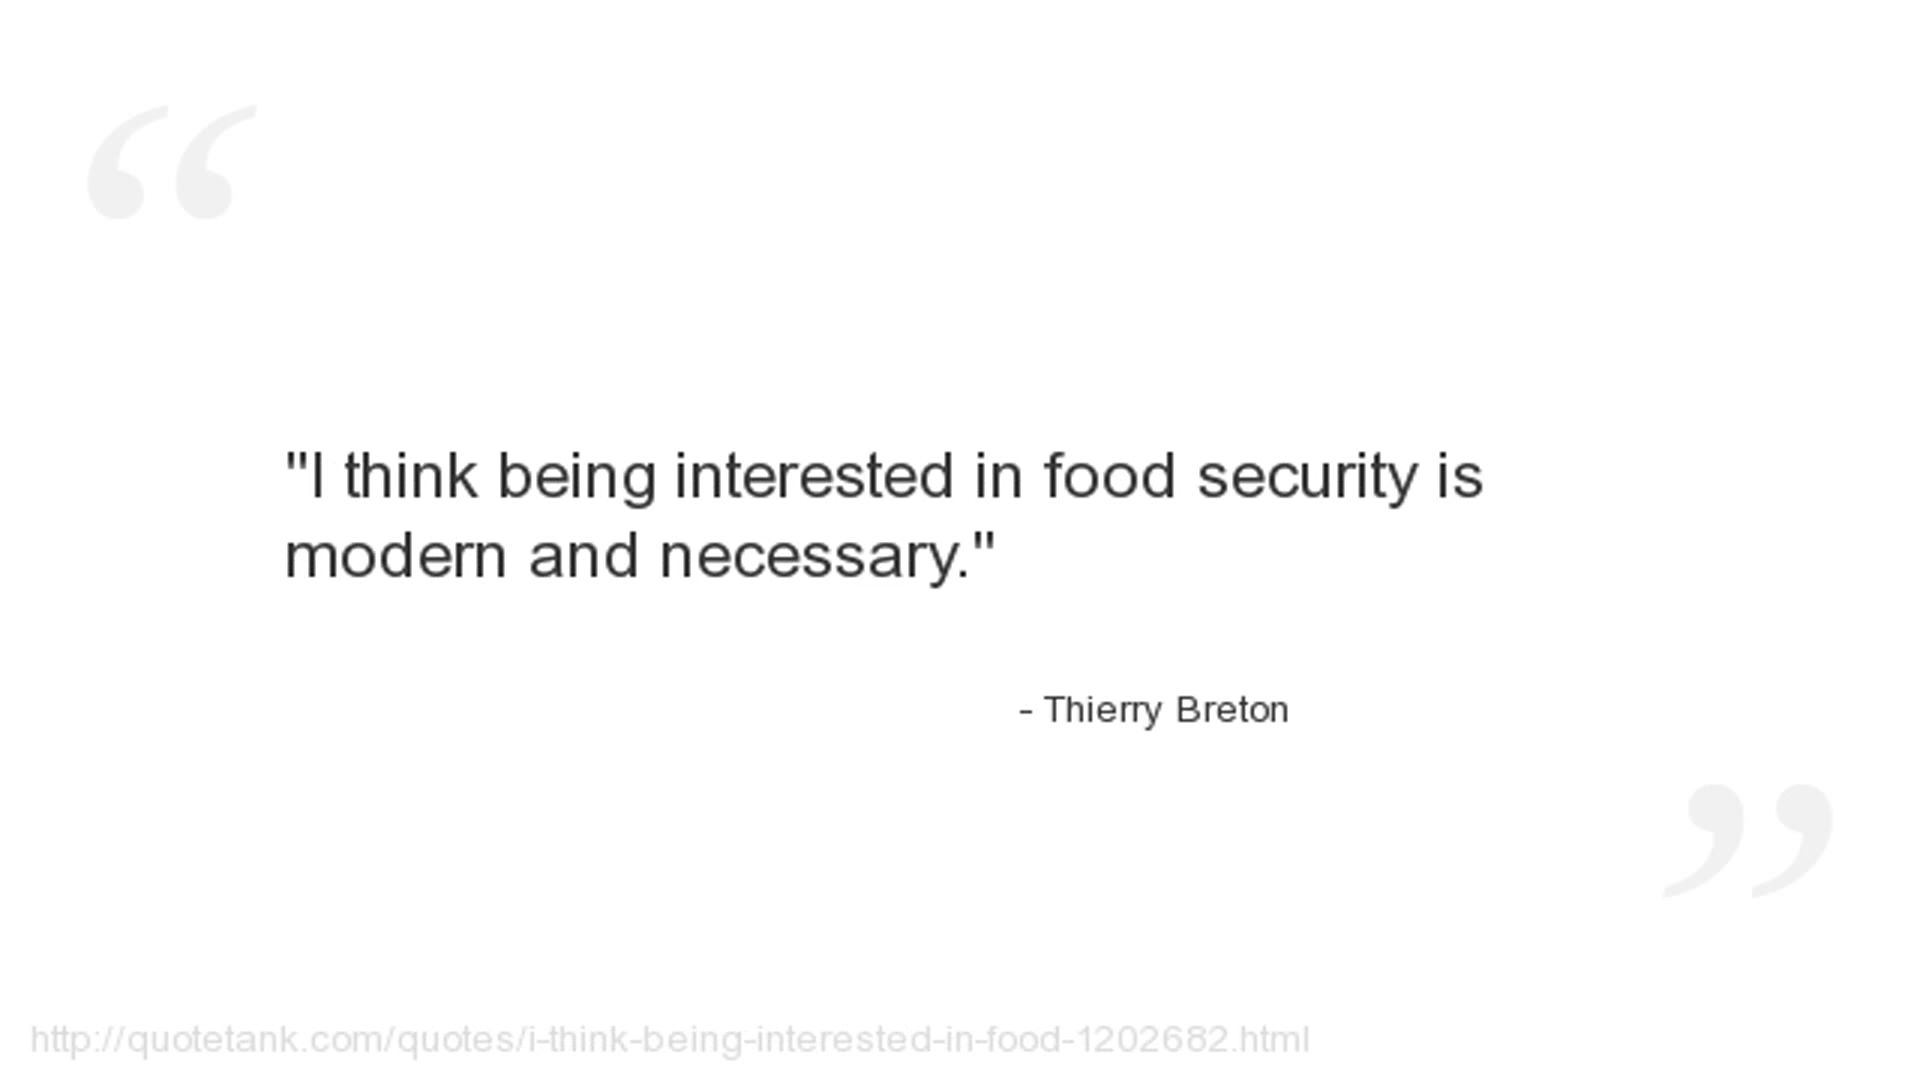 "I think being interested in food security is
modern and necessary."
- Thierry Breton
http://quotetank.com/quotes/i-think-being-interested-in-food-1202682.html